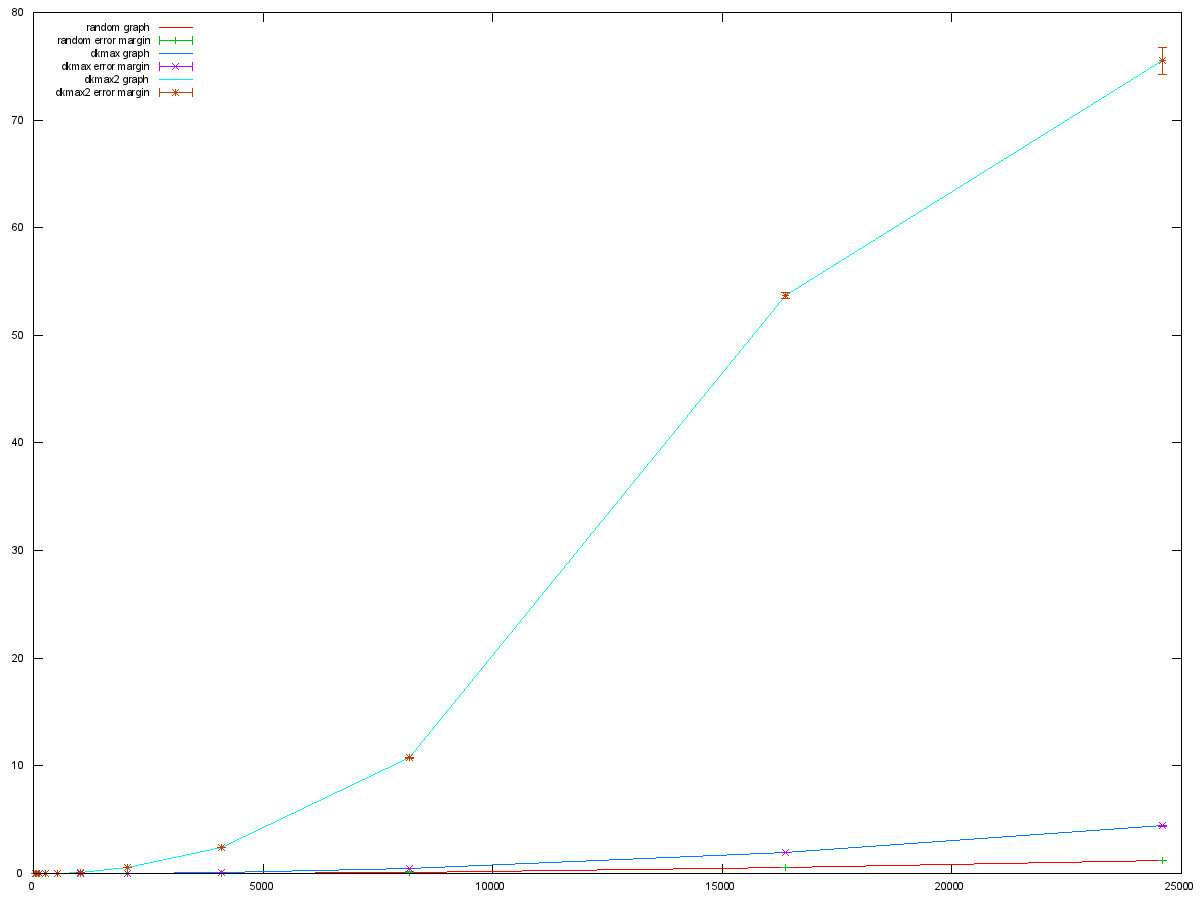 80
70
60
50
40
30
20
10
0
random graph
random error margin
dkmax graph
dkmax error margin
dkmax2 graph
dkmax2 error margin
0 5000 10000 15000 20000 25000